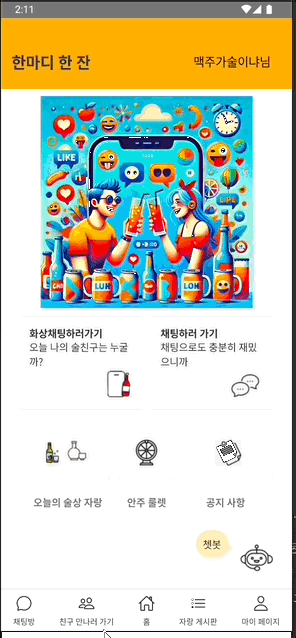 2:11
한마디 한 잔
맥주가술이냐님
LIKE
화상채팅하러가기
오늘 나의 술친구는 누굴
까?
채팅하러 가기
채팅으로도 충분히 재밌
으니까
오늘의 술상 자랑
안주 룰렛
공지 사항
쳇봇
채팅방
친구 만나러 가기
홈
자랑 게시판
마이 페이지